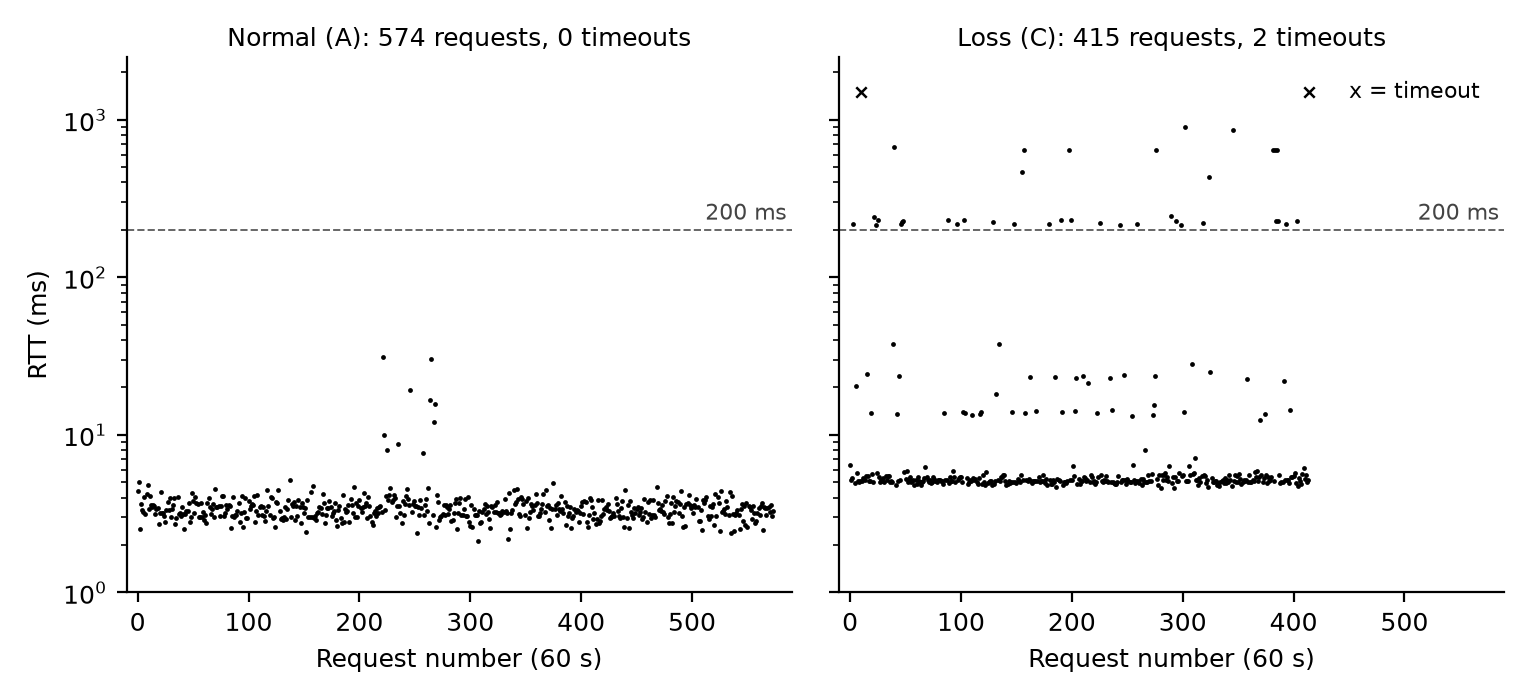 Normal (A): 574 requests, 0 timeouts
RTT (ms)
10³
10²
10¹
10⁰
200 ms
0 100 200 300 400 500
Request number (60 s)
Loss (C): 415 requests, 2 timeouts
x = timeout
200 ms
0 100 200 300 400 500
Request number (60 s)